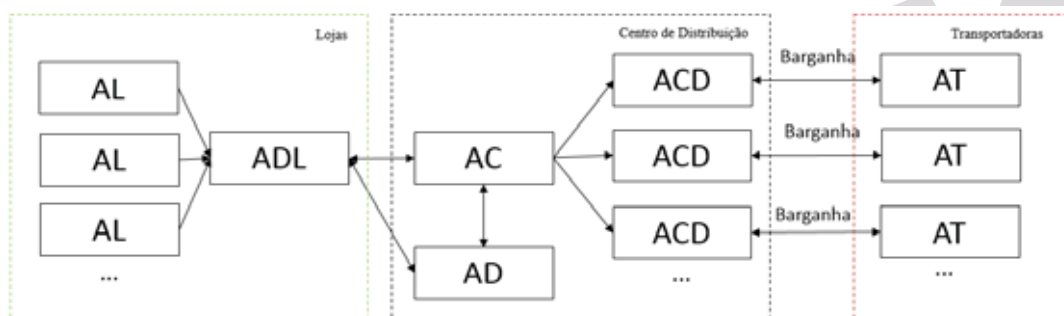 Lojas
AL
AL
AL
...
ADL
Centro de Distribuição
AC
AD
ACD
ACD
ACD
...
Barganha
Barganha
Barganha
Transportadoras
AT
AT
AT
...